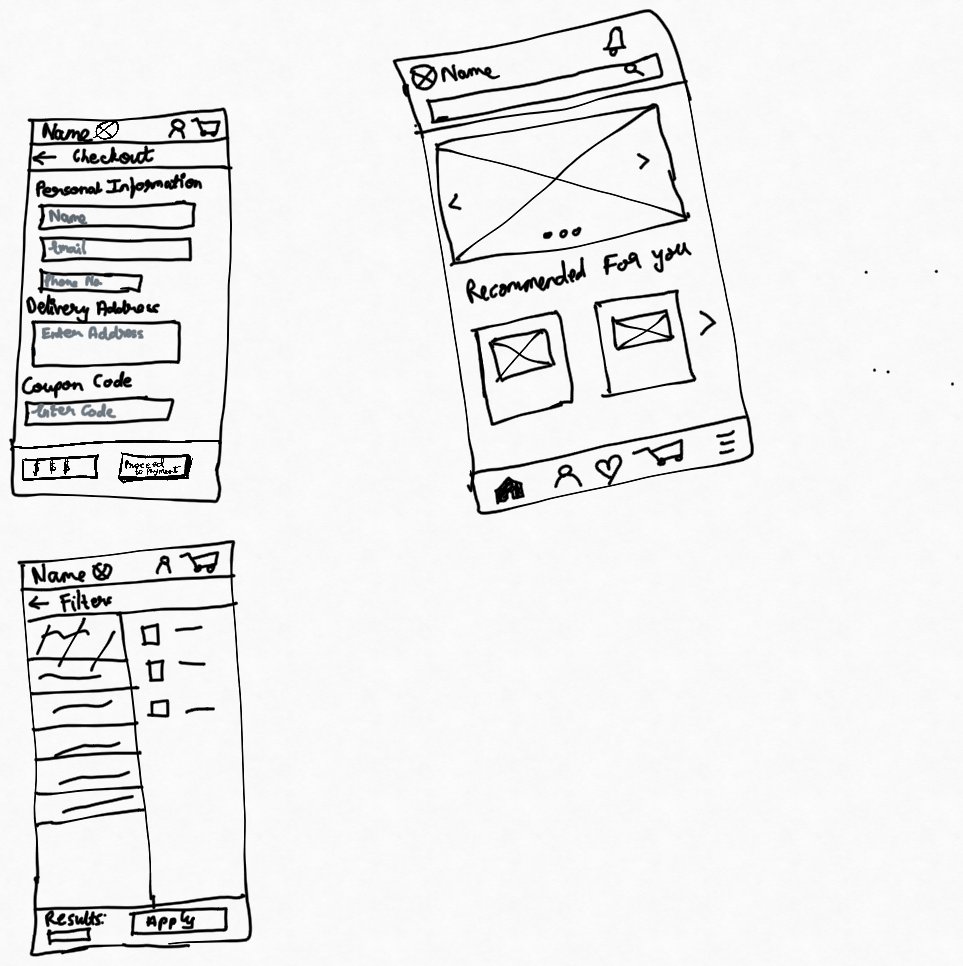 Name
Checkout
Personal Information
Name
Email
Phone No.
Delivery Address
Enter Address
Coupon Code
Enter Code
Proceed
to Payment
Name
Recommended For you
Name
Filter
Results:
Apply